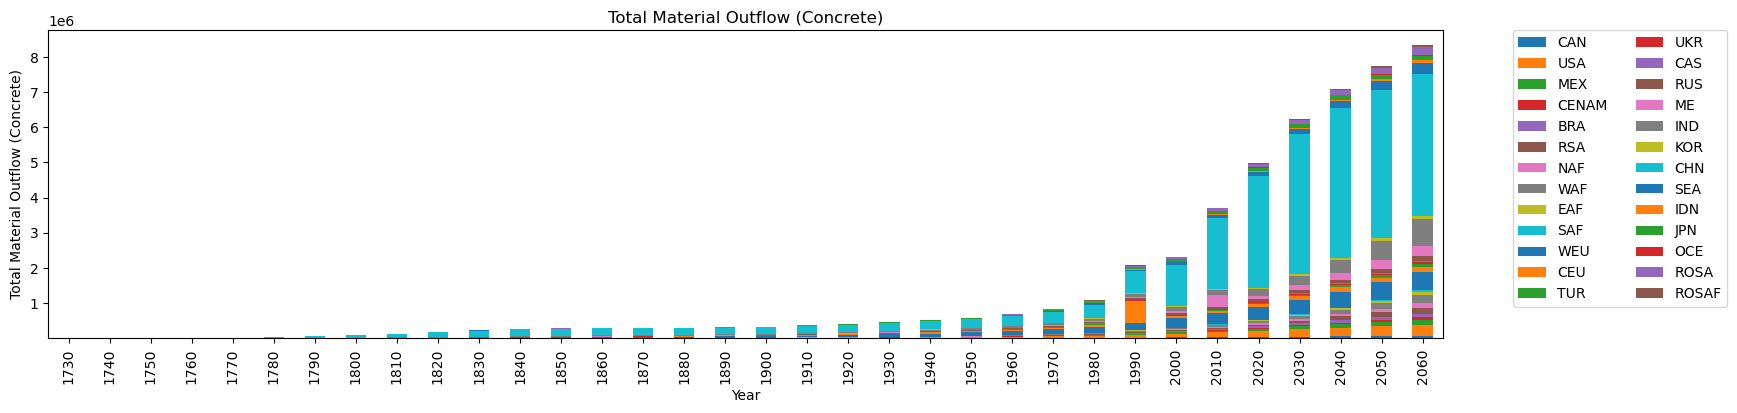 Total Material Outflow (Concrete)
1e6
Total Material Outflow (Concrete)
8
7
6
5
4
3
2
1
1730 1740 1750 1760 1770 1780 1790 1800 1810 1820 1830 1840 1850 1860 1870 1880 1890 1900 1910 1920 1930 1940 1950 1960 1970 1980 1990 2000 2010 2020 2030 2040 2050 2060
Year
CAN
USA
MEX
CENAM
BRA
RSA
NAF
WAF
EAF
SAF
WEU
CEU
TUR
UKR
CAS
RUS
ME
IND
KOR
CHN
SEA
IDN
JPN
OCE
ROSA
ROSAF